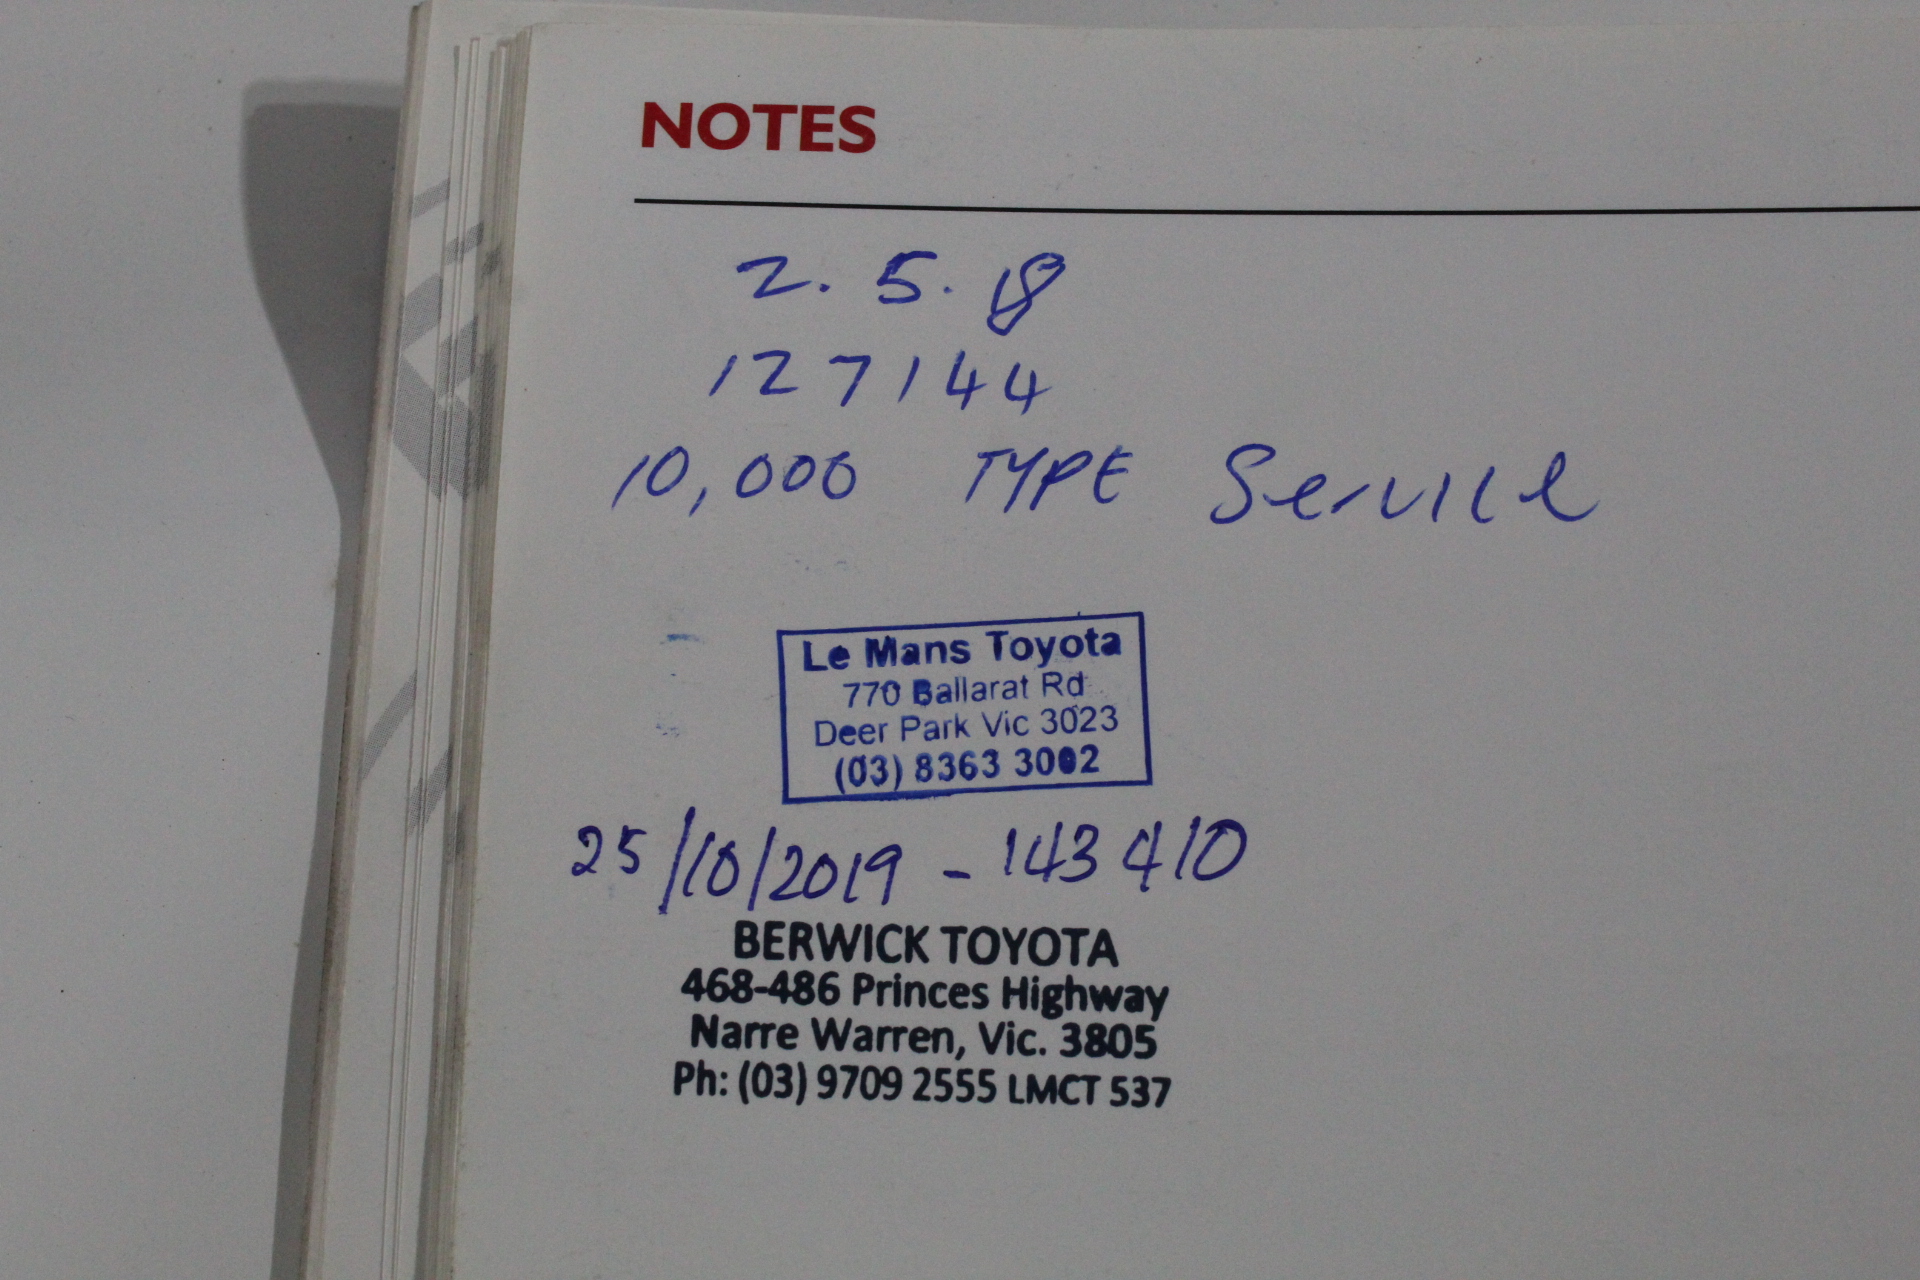 NOTES
2.5.18
127144
10,000 TYPE Service
Le Mans Toyota
770 Ballarat Rd
Deer Park Vic 3023
(03) 8363 3002
25/10/2019 - 143410
BERWICK TOYOTA
468-486 Princes Highway
Narre Warren, Vic. 3805
Ph: (03) 9709 2555 LMCT 537